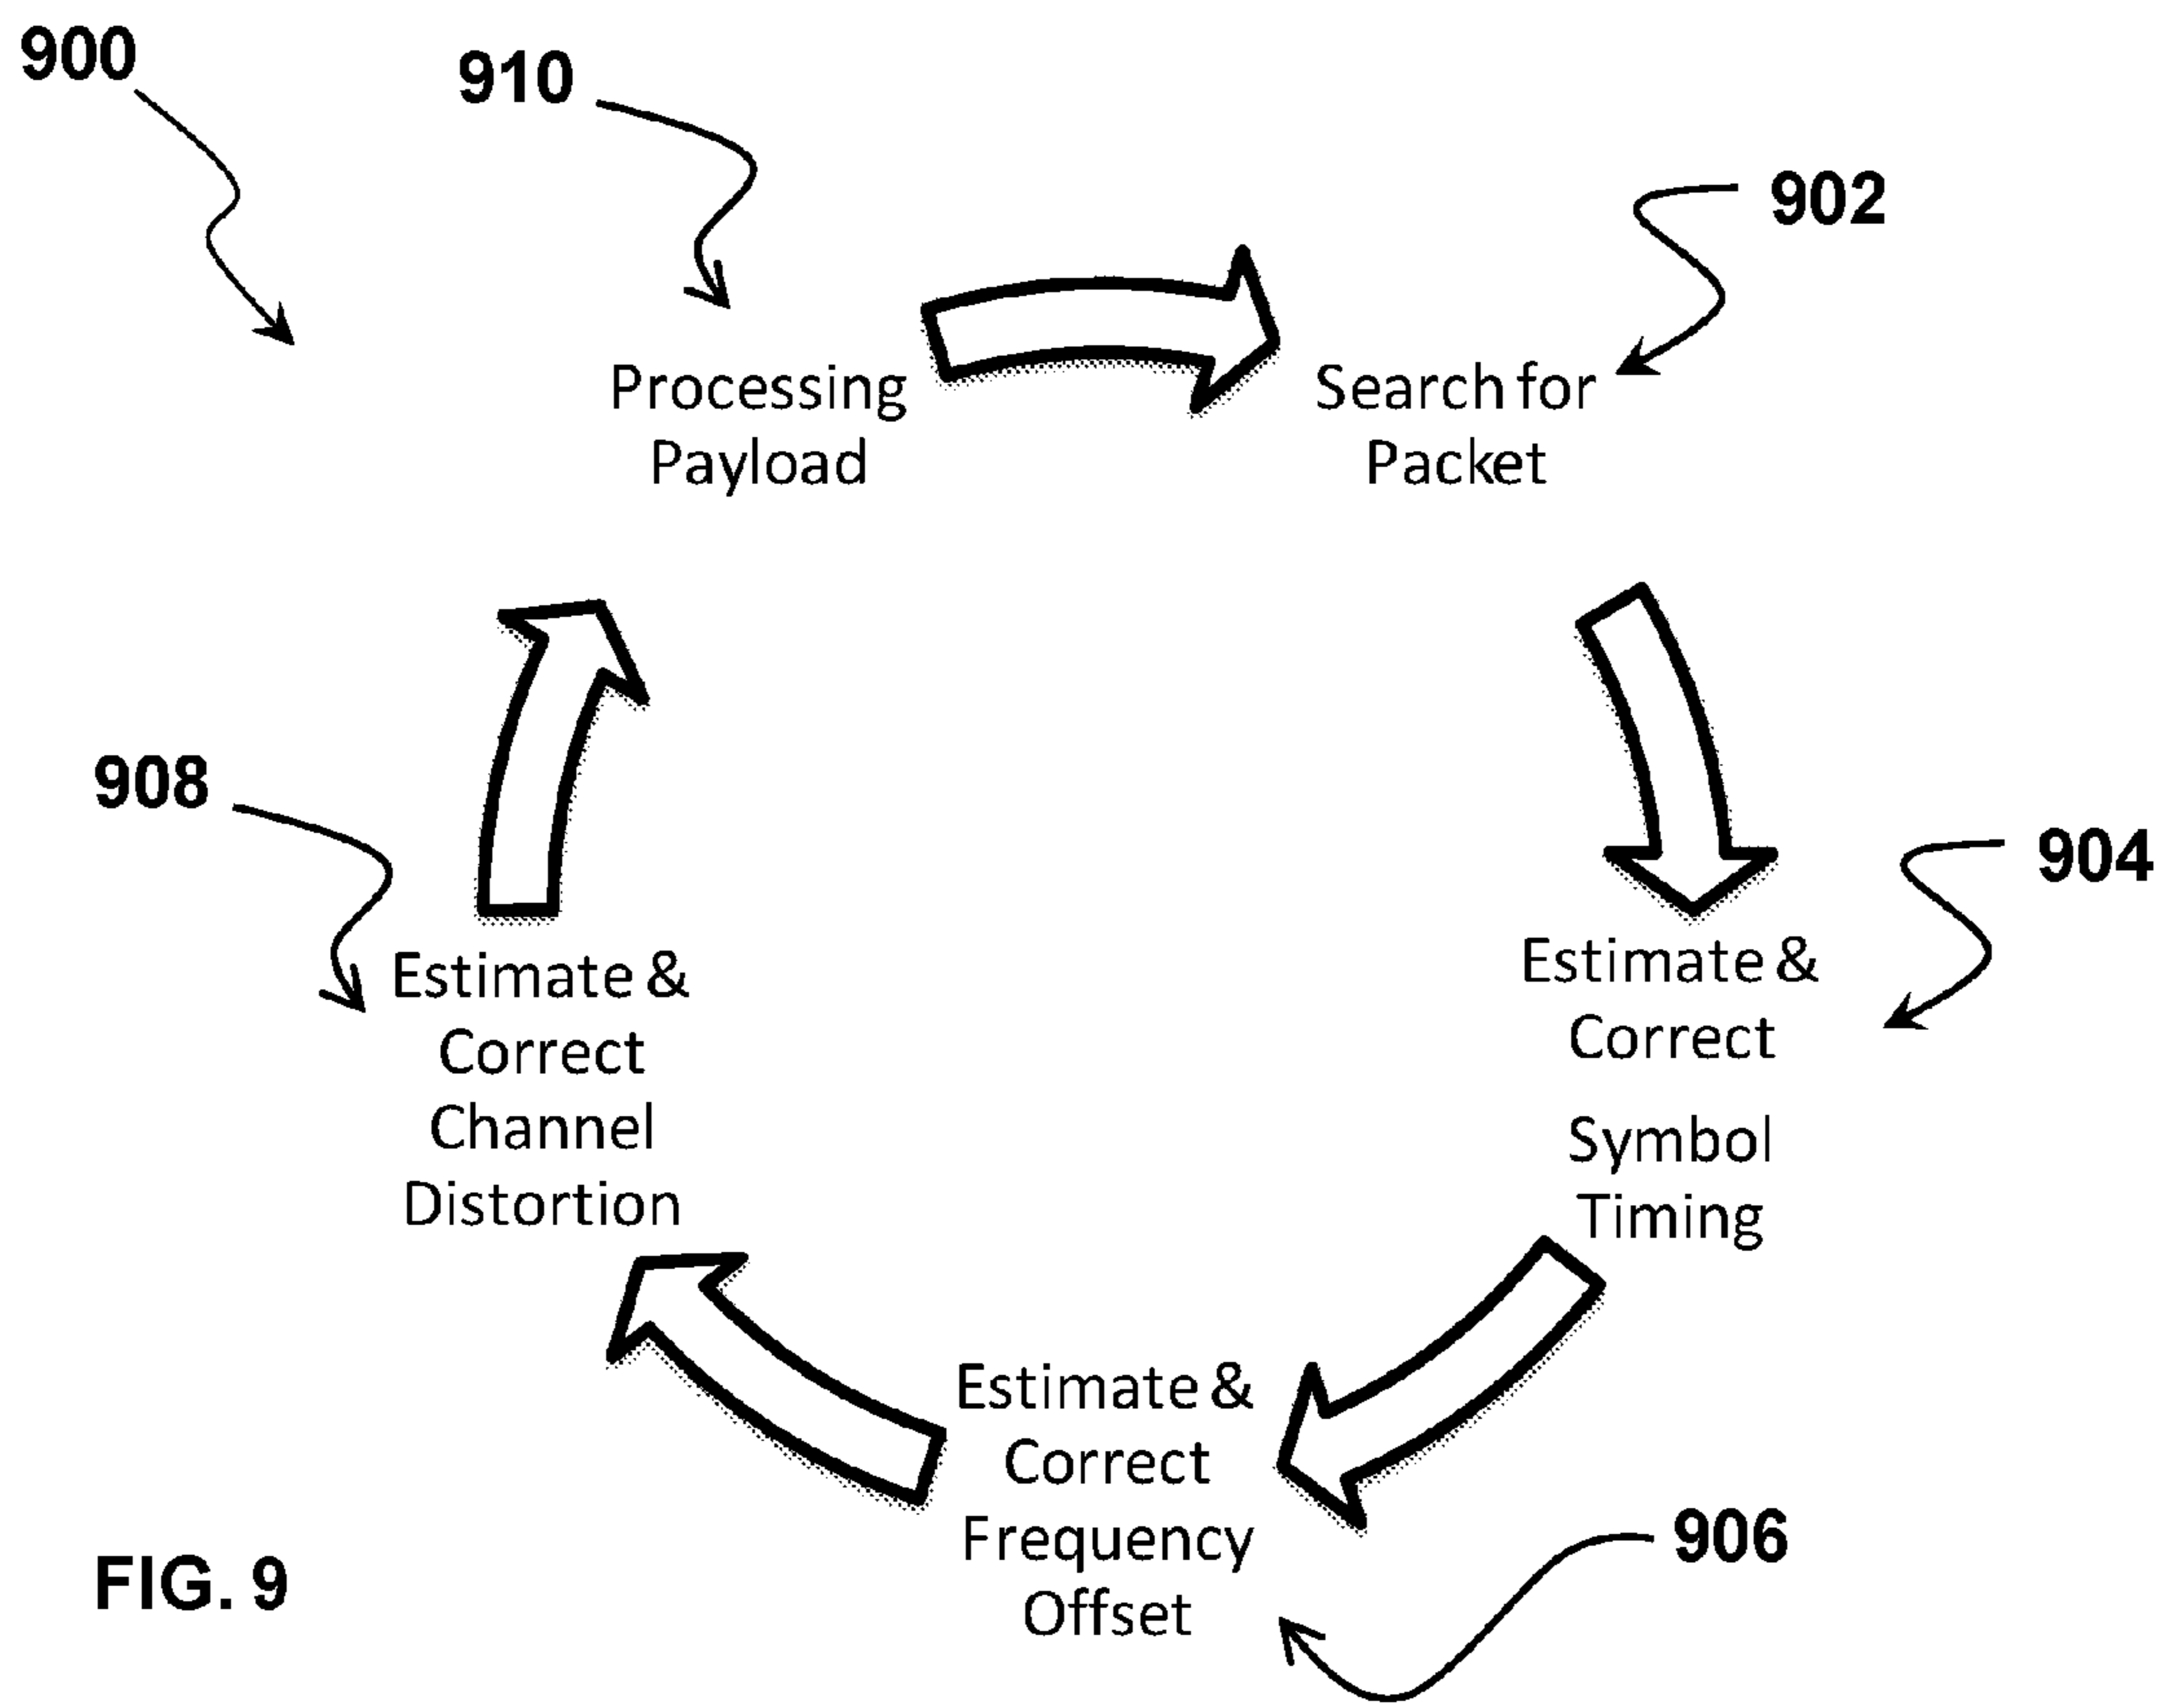 900
910
902
Processing
Payload
Search for
Packet
908
904
Estimate &
Correct
Channel
Distortion
Estimate &
Correct
Symbol
Timing
Estimate &
Correct
Frequency
Offset
906
FIG. 9